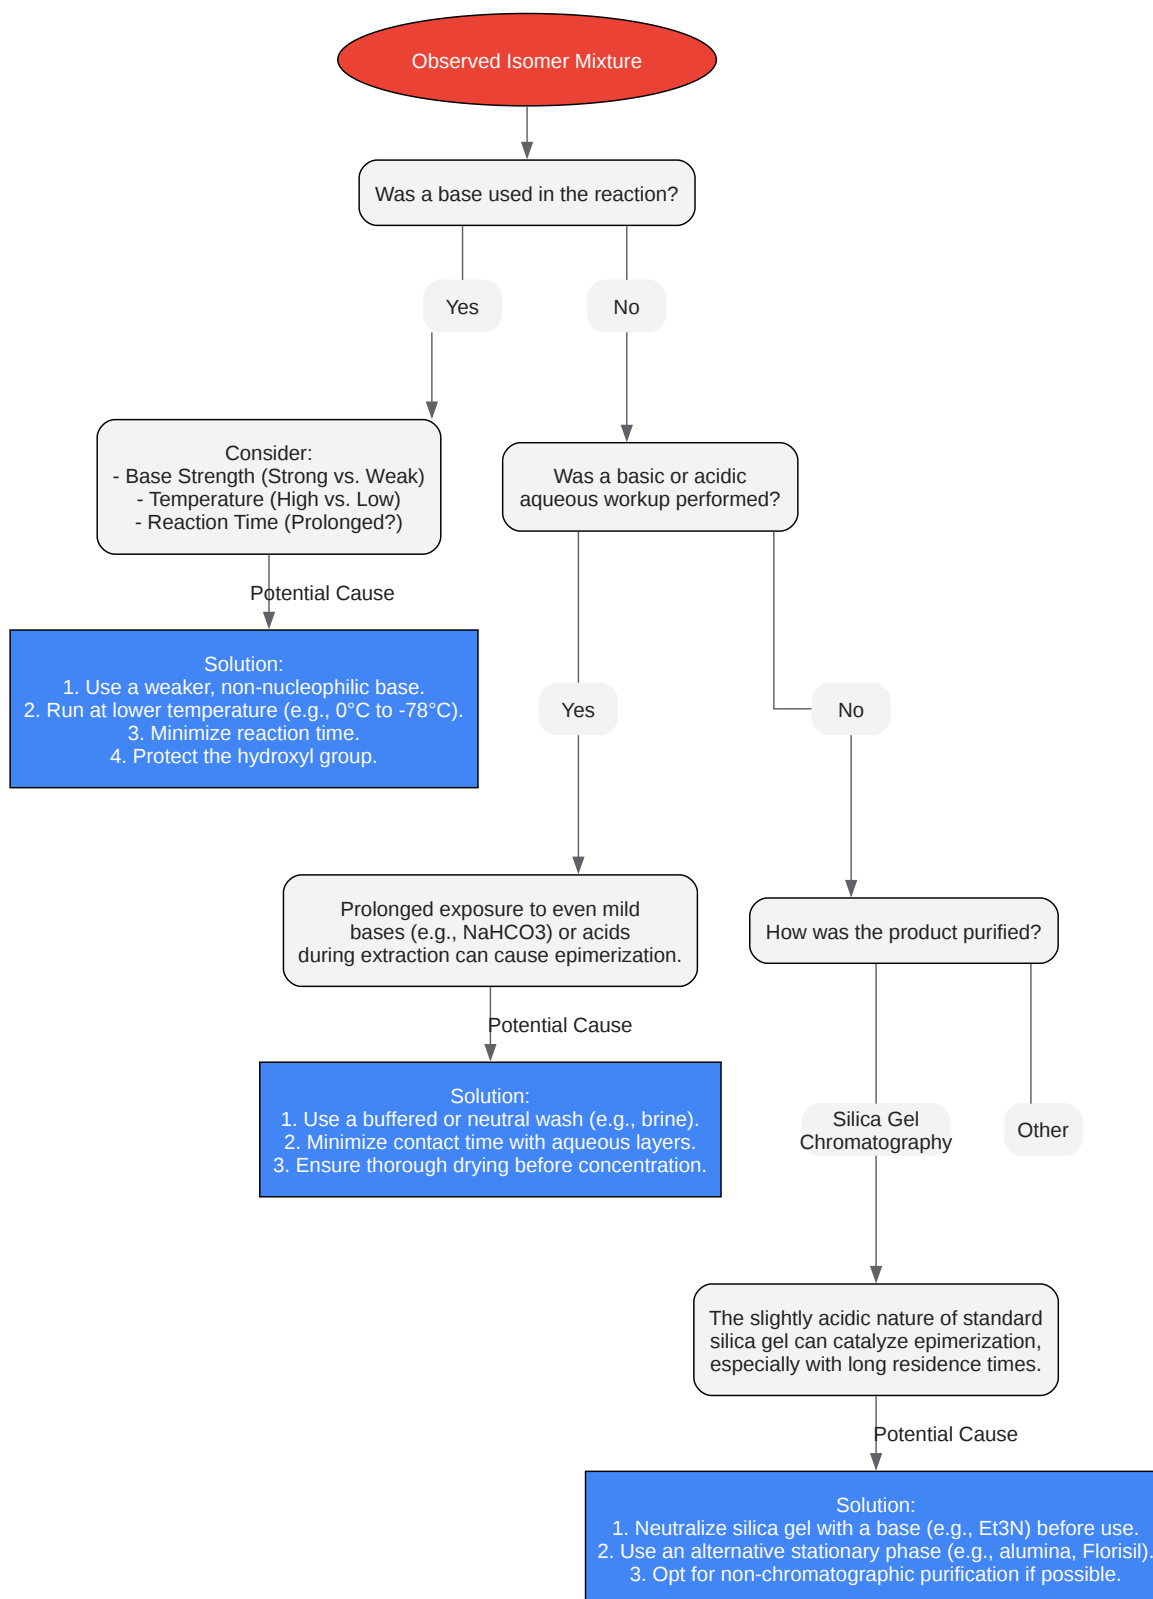 Observed Isomer Mixture
Was a base used in the reaction?
Yes
No
Consider:
- Base Strength (Strong vs. Weak)
- Temperature (High vs. Low)
- Reaction Time (Prolonged?)
Was a basic or acidic
aqueous workup performed?
Potential Cause
Solution:
1. Use a weaker, non-nucleophilic base.
2. Run at lower temperature (e.g., 0°C to -78°C).
3. Minimize reaction time.
4. Protect the hydroxyl group.
Yes
No
Prolonged exposure to even mild
bases (e.g., NaHCO3) or acids
during extraction can cause epimerization.
How was the product purified?
Potential Cause
Solution:
1. Use a buffered or neutral wash (e.g., brine).
2. Minimize contact time with aqueous layers.
3. Ensure thorough drying before concentration.
Silica Gel
Chromatography
Other
The slightly acidic nature of standard
silica gel can catalyze epimerization,
especially with long residence times.
Potential Cause
Solution:
1. Neutralize silica gel with a base (e.g., Et3N) before use.
2. Use an alternative stationary phase (e.g., alumina, Florisil).
3. Opt for non-chromatographic purification if possible.